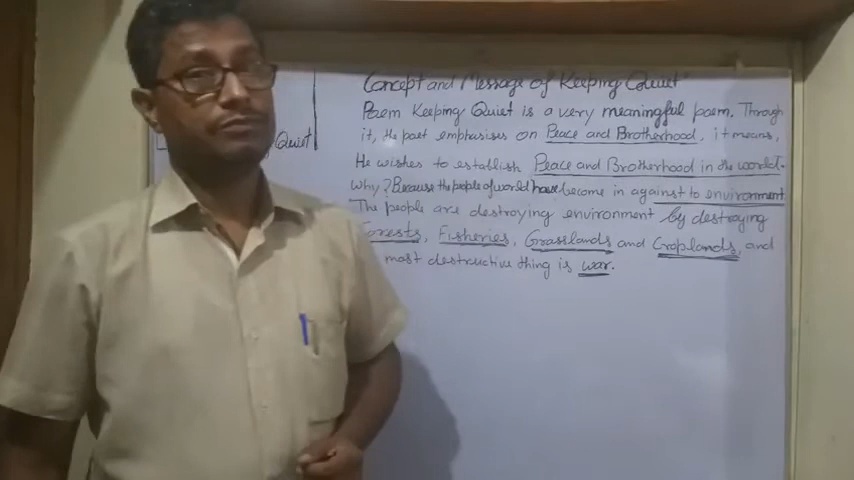 Concept and Message of Keeping Quiet
Poem Keeping Quiet is a very meaningful poem. Through
it, the poet emphasises on Peace and Brotherhood, it means,
He wishes to establish Peace and Brotherhood in the world.
Why? Because the people of world have become in against to environment.
The people are destroying environment by destroying
Forests, Fisheries, Grasslands and Croplands, and
most destructive thing is war.
Quiet